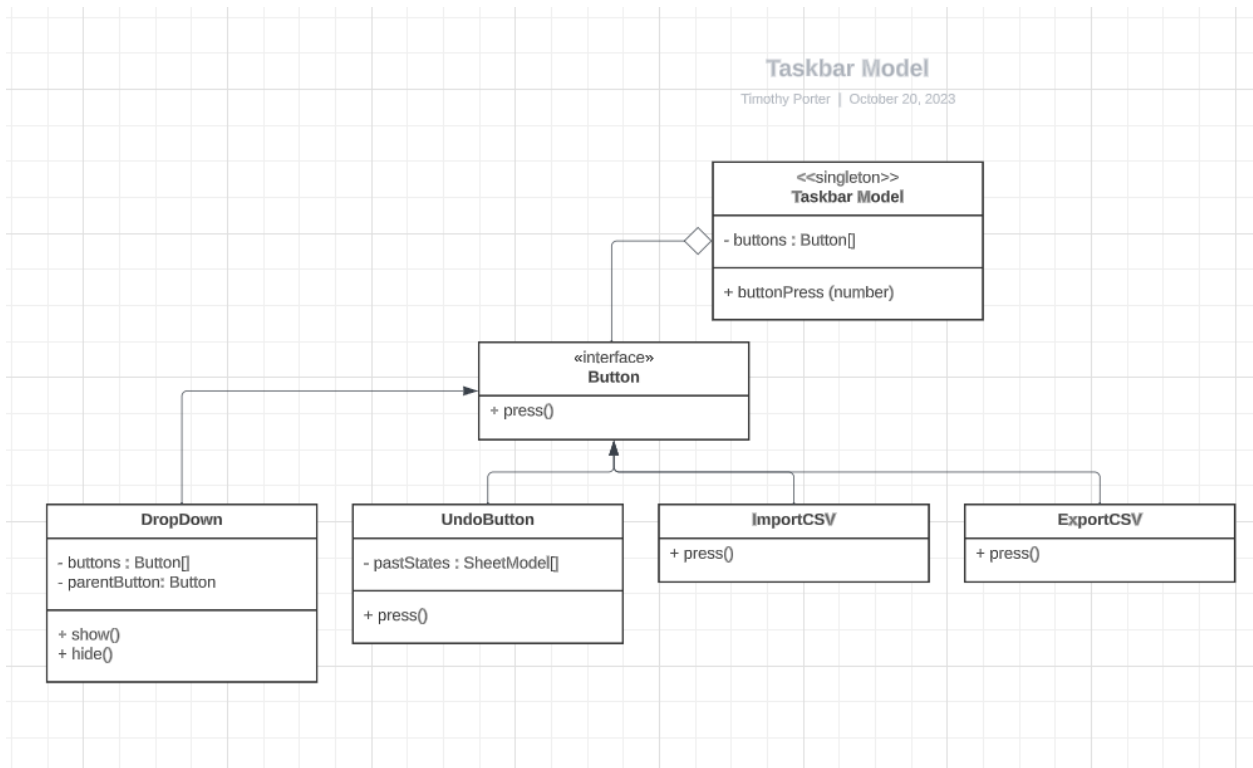 Taskbar Model
Timothy Porter | October 20, 2023
<<singleton>>
Taskbar Model
- buttons : Button[]
+ buttonPress (number)
«interface»
Button
+ press()
DropDown
- buttons : Button[]
- parentButton: Button
+ show()
+ hide()
UndoButton
- pastStates : SheetModel[]
+ press()
ImportCSV
+ press()
ExportCSV
+ press()